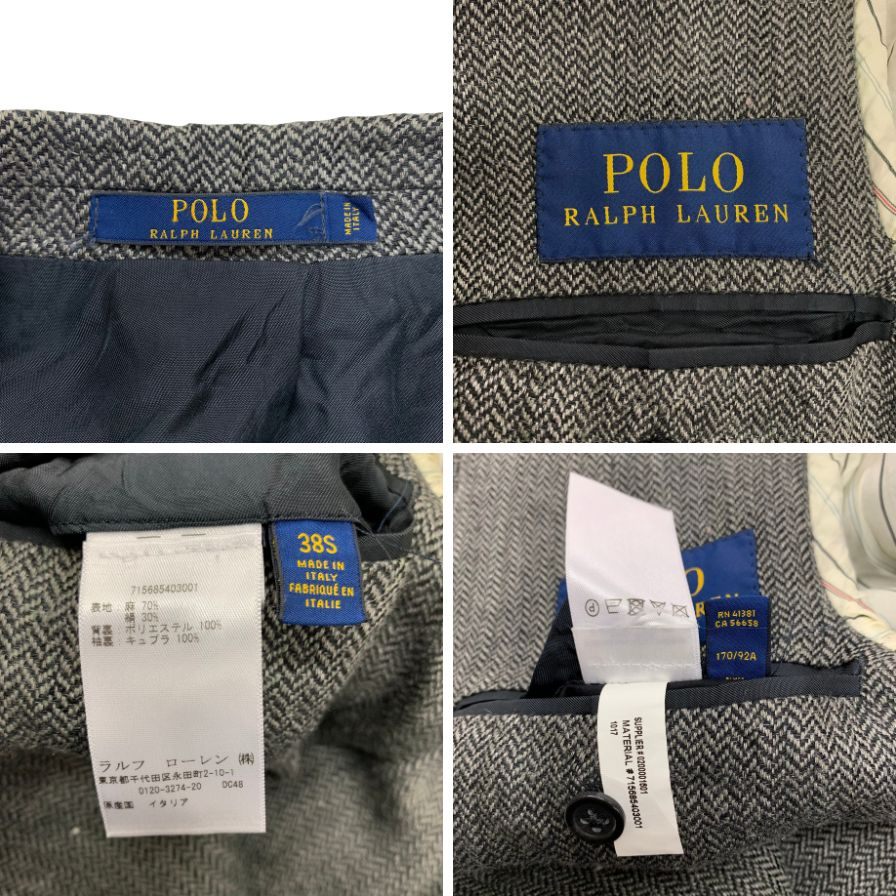 POLO
RALPH LAUREN
MADE IN
ITALY
POLO
RALPH LAUREN
715685403001
表地: 麻 70%
絹 30%
背裏: ポリエステル 100%
袖裏: キュプラ 100%
ラルフ ローレン ㈱
東京都千代田区永田町2-10-1
0120-3274-20 DC48
原産国 イタリア
38S
MADE IN
ITALY
FABRIQUÉ EN
ITALIE
RN 41381
CA 56658
170/92A
SUPPLIER # 0200001601
MATERIAL # 715685403001
1017